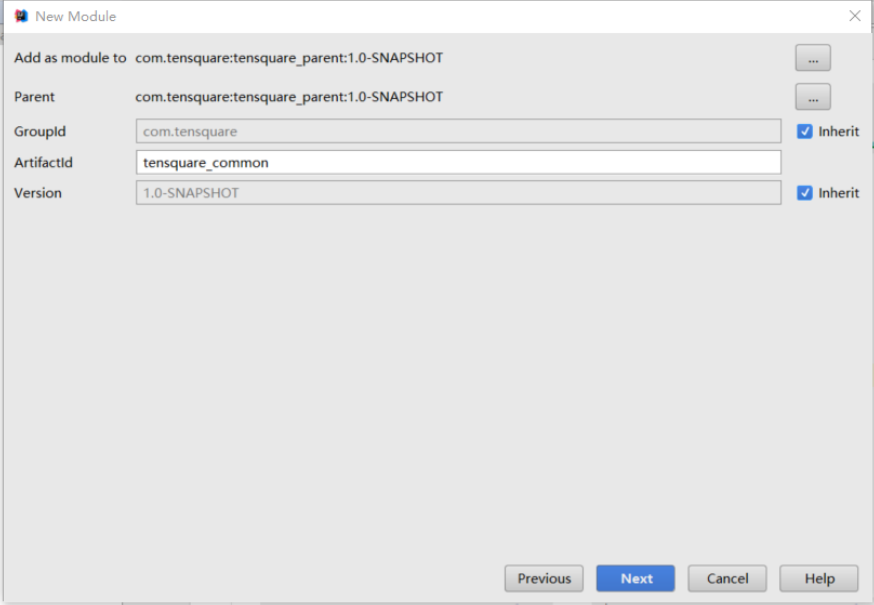 New Module
Add as module to com.tensquare:tensquare_parent:1.0-SNAPSHOT ...
Parent com.tensquare:tensquare_parent:1.0-SNAPSHOT ...
GroupId com.tensquare Inherit
ArtifactId tensquare_common
Version 1.0-SNAPSHOT Inherit
Previous Next Cancel Help